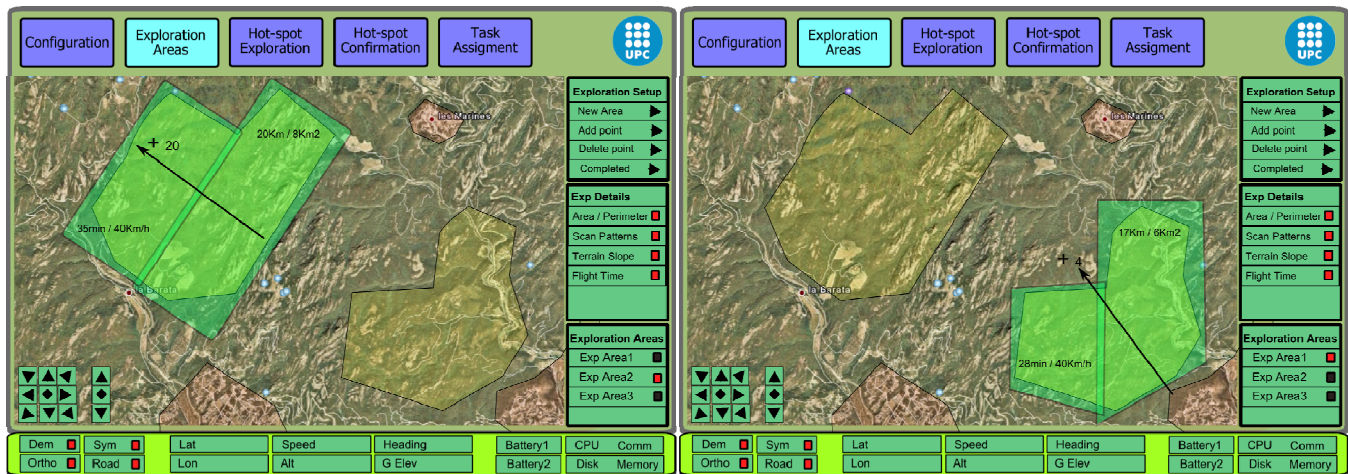 Configuration
Exploration
Areas
Hot-spot
Exploration
Hot-spot
Confirmation
Task
Assigment
UPC
les Marines
20Km / 8Km2
+ 20
35min / 40Km/h
la Barata
Exploration Setup
New Area
Add point
Delete point
Completed
Exp Details
Area / Perimeter
Scan Patterns
Terrain Slope
Flight Time
Exploration Areas
Exp Area1
Exp Area2
Exp Area3
Dem
Sym
Lat
Speed
Heading
Battery1
CPU
Comm
Ortho
Road
Lon
Alt
G Elev
Battery2
Disk
Memory
Configuration
Exploration
Areas
Hot-spot
Exploration
Hot-spot
Confirmation
Task
Assigment
UPC
les Marines
17Km / 6Km2
+ 4
la Barata
28min / 40Km/h
Exploration Setup
New Area
Add point
Delete point
Completed
Exp Details
Area / Perimeter
Scan Patterns
Terrain Slope
Flight Time
Exploration Areas
Exp Area1
Exp Area2
Exp Area3
Dem
Sym
Lat
Speed
Heading
Battery1
CPU
Comm
Ortho
Road
Lon
Alt
G Elev
Battery2
Disk
Memory